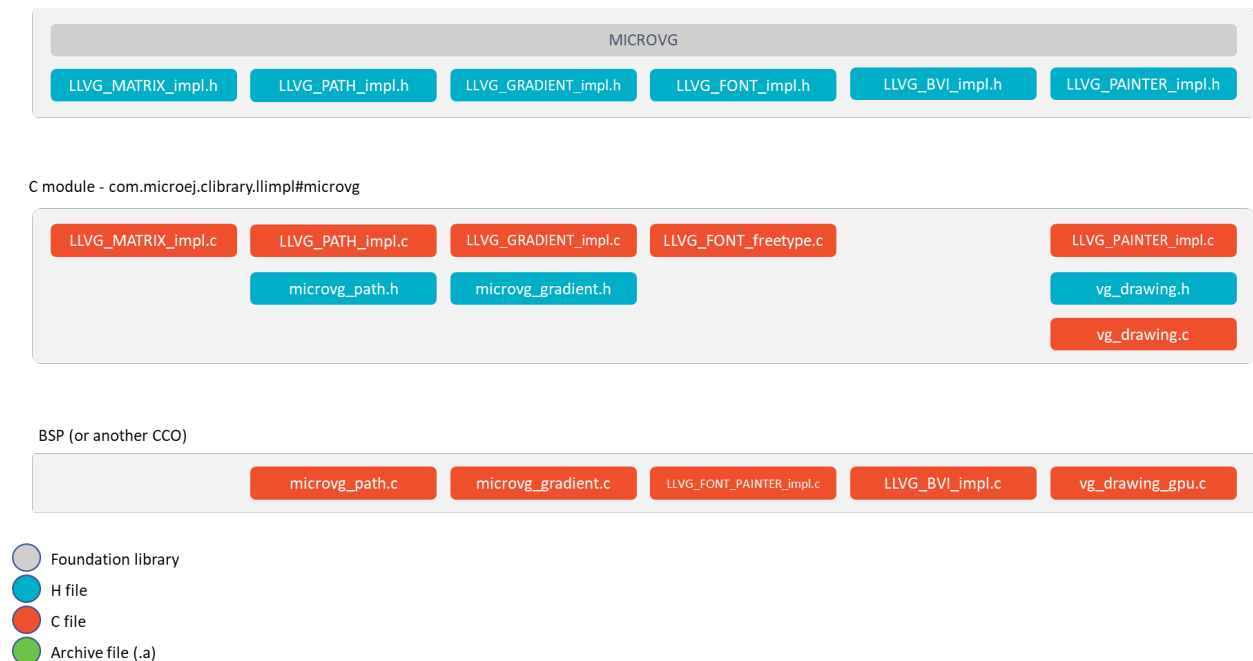 MICROVG
LLVG_MATRIX_impl.h LLVG_PATH_impl.h LLVG_GRADIENT_impl.h LLVG_FONT_impl.h LLVG_BVI_impl.h LLVG_PAINTER_impl.h
C module - com.microej.clibrary.llimpl#microvg
LLVG_MATRIX_impl.c LLVG_PATH_impl.c LLVG_GRADIENT_impl.c LLVG_FONT_freetype.c LLVG_PAINTER_impl.c
microvg_path.h microvg_gradient.h vg_drawing.h
vg_drawing.c
BSP (or another CCO)
microvg_path.c microvg_gradient.c LLVG_FONT_PAINTER_impl.c LLVG_BVI_impl.c vg_drawing_gpu.c
Foundation library
H file
C file
Archive file (.a)